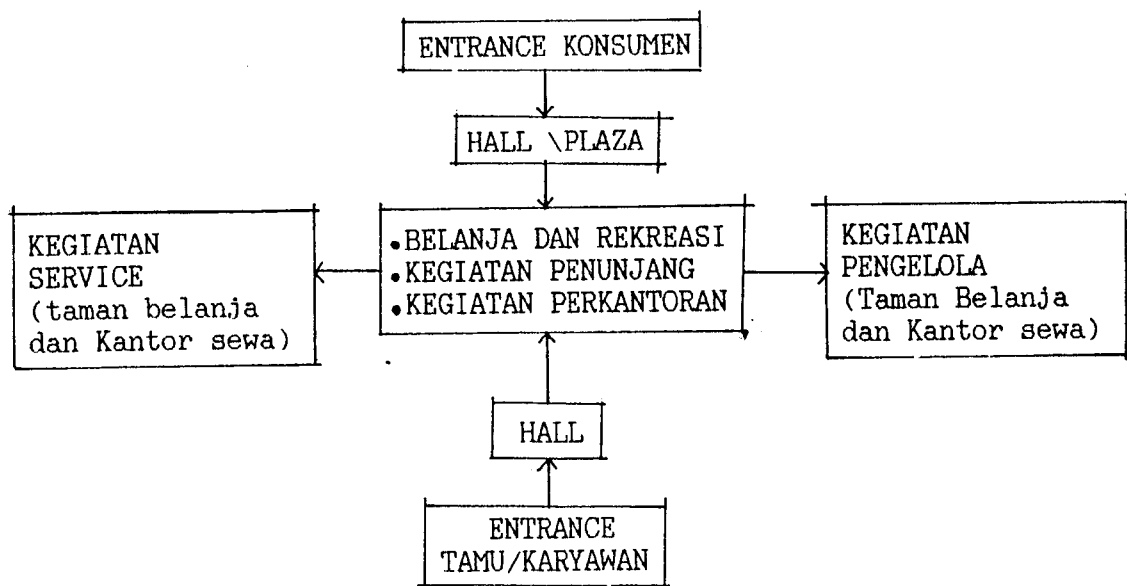 ENTRANCE KONSUMEN
HALL \PLAZA
KEGIATAN
SERVICE
(taman belanja
dan Kantor sewa)
•BELANJA DAN REKREASI
•KEGIATAN PENUNJANG
•KEGIATAN PERKANTORAN
KEGIATAN
PENGELOLA
(Taman Belanja
dan Kantor sewa)
HALL
ENTRANCE
TAMU/KARYAWAN